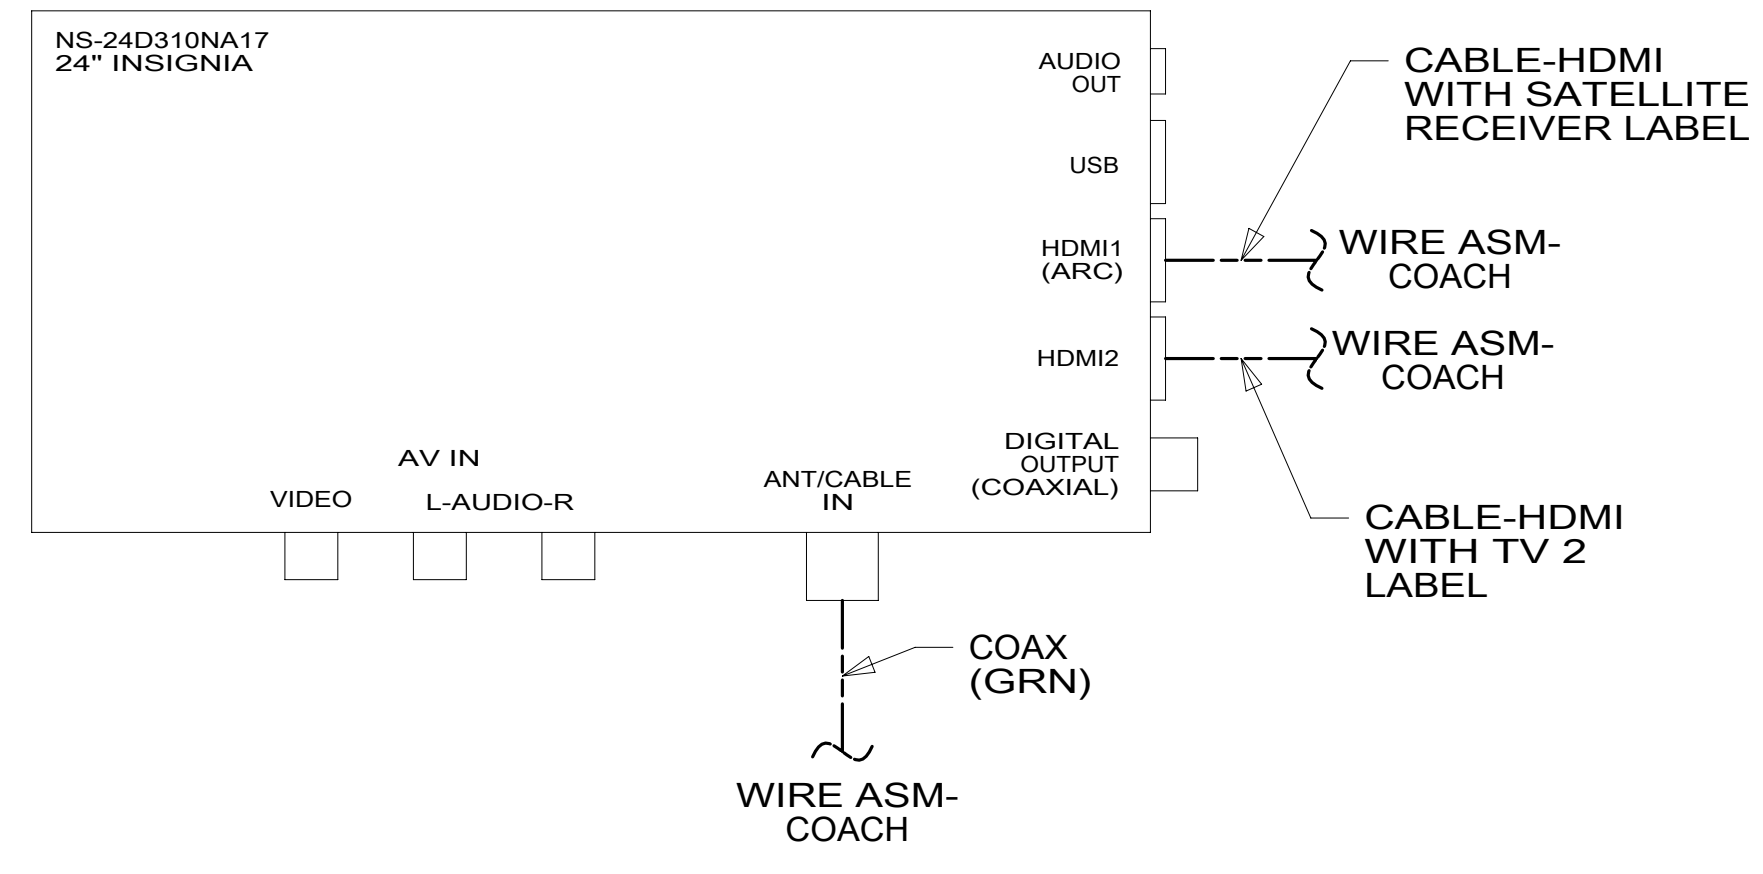 NS-24D310NA17
24" INSIGNIA
AUDIO
OUT
USB
HDMI1
(ARC)
HDMI2
DIGITAL
OUTPUT
(COAXIAL)
AV IN
VIDEO
L-AUDIO-R
ANT/CABLE
IN
CABLE-HDMI
WITH SATELLITE
RECEIVER LABEL
WIRE ASM-
COACH
WIRE ASM-
COACH
CABLE-HDMI
WITH TV 2
LABEL
COAX
(GRN)
WIRE ASM-
COACH